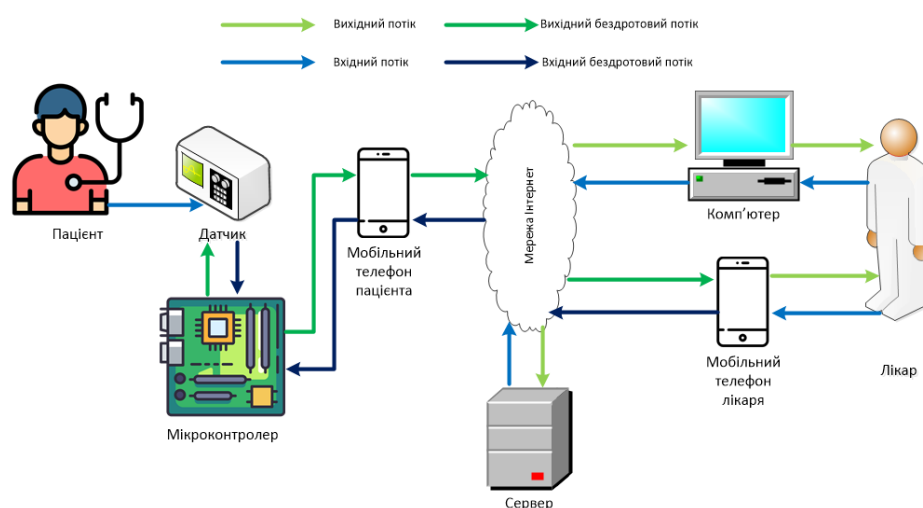 Вихідний потік
Вихідний бездротовий потік
Вхідний потік
Вхідний бездротовий потік
Пацієнт
Датчик
Мобільний
телефон
пацієнта
Мережа Інтернет
Комп'ютер
Мобільний
телефон
лікаря
Лікар
Мікроконтролер
Сервер